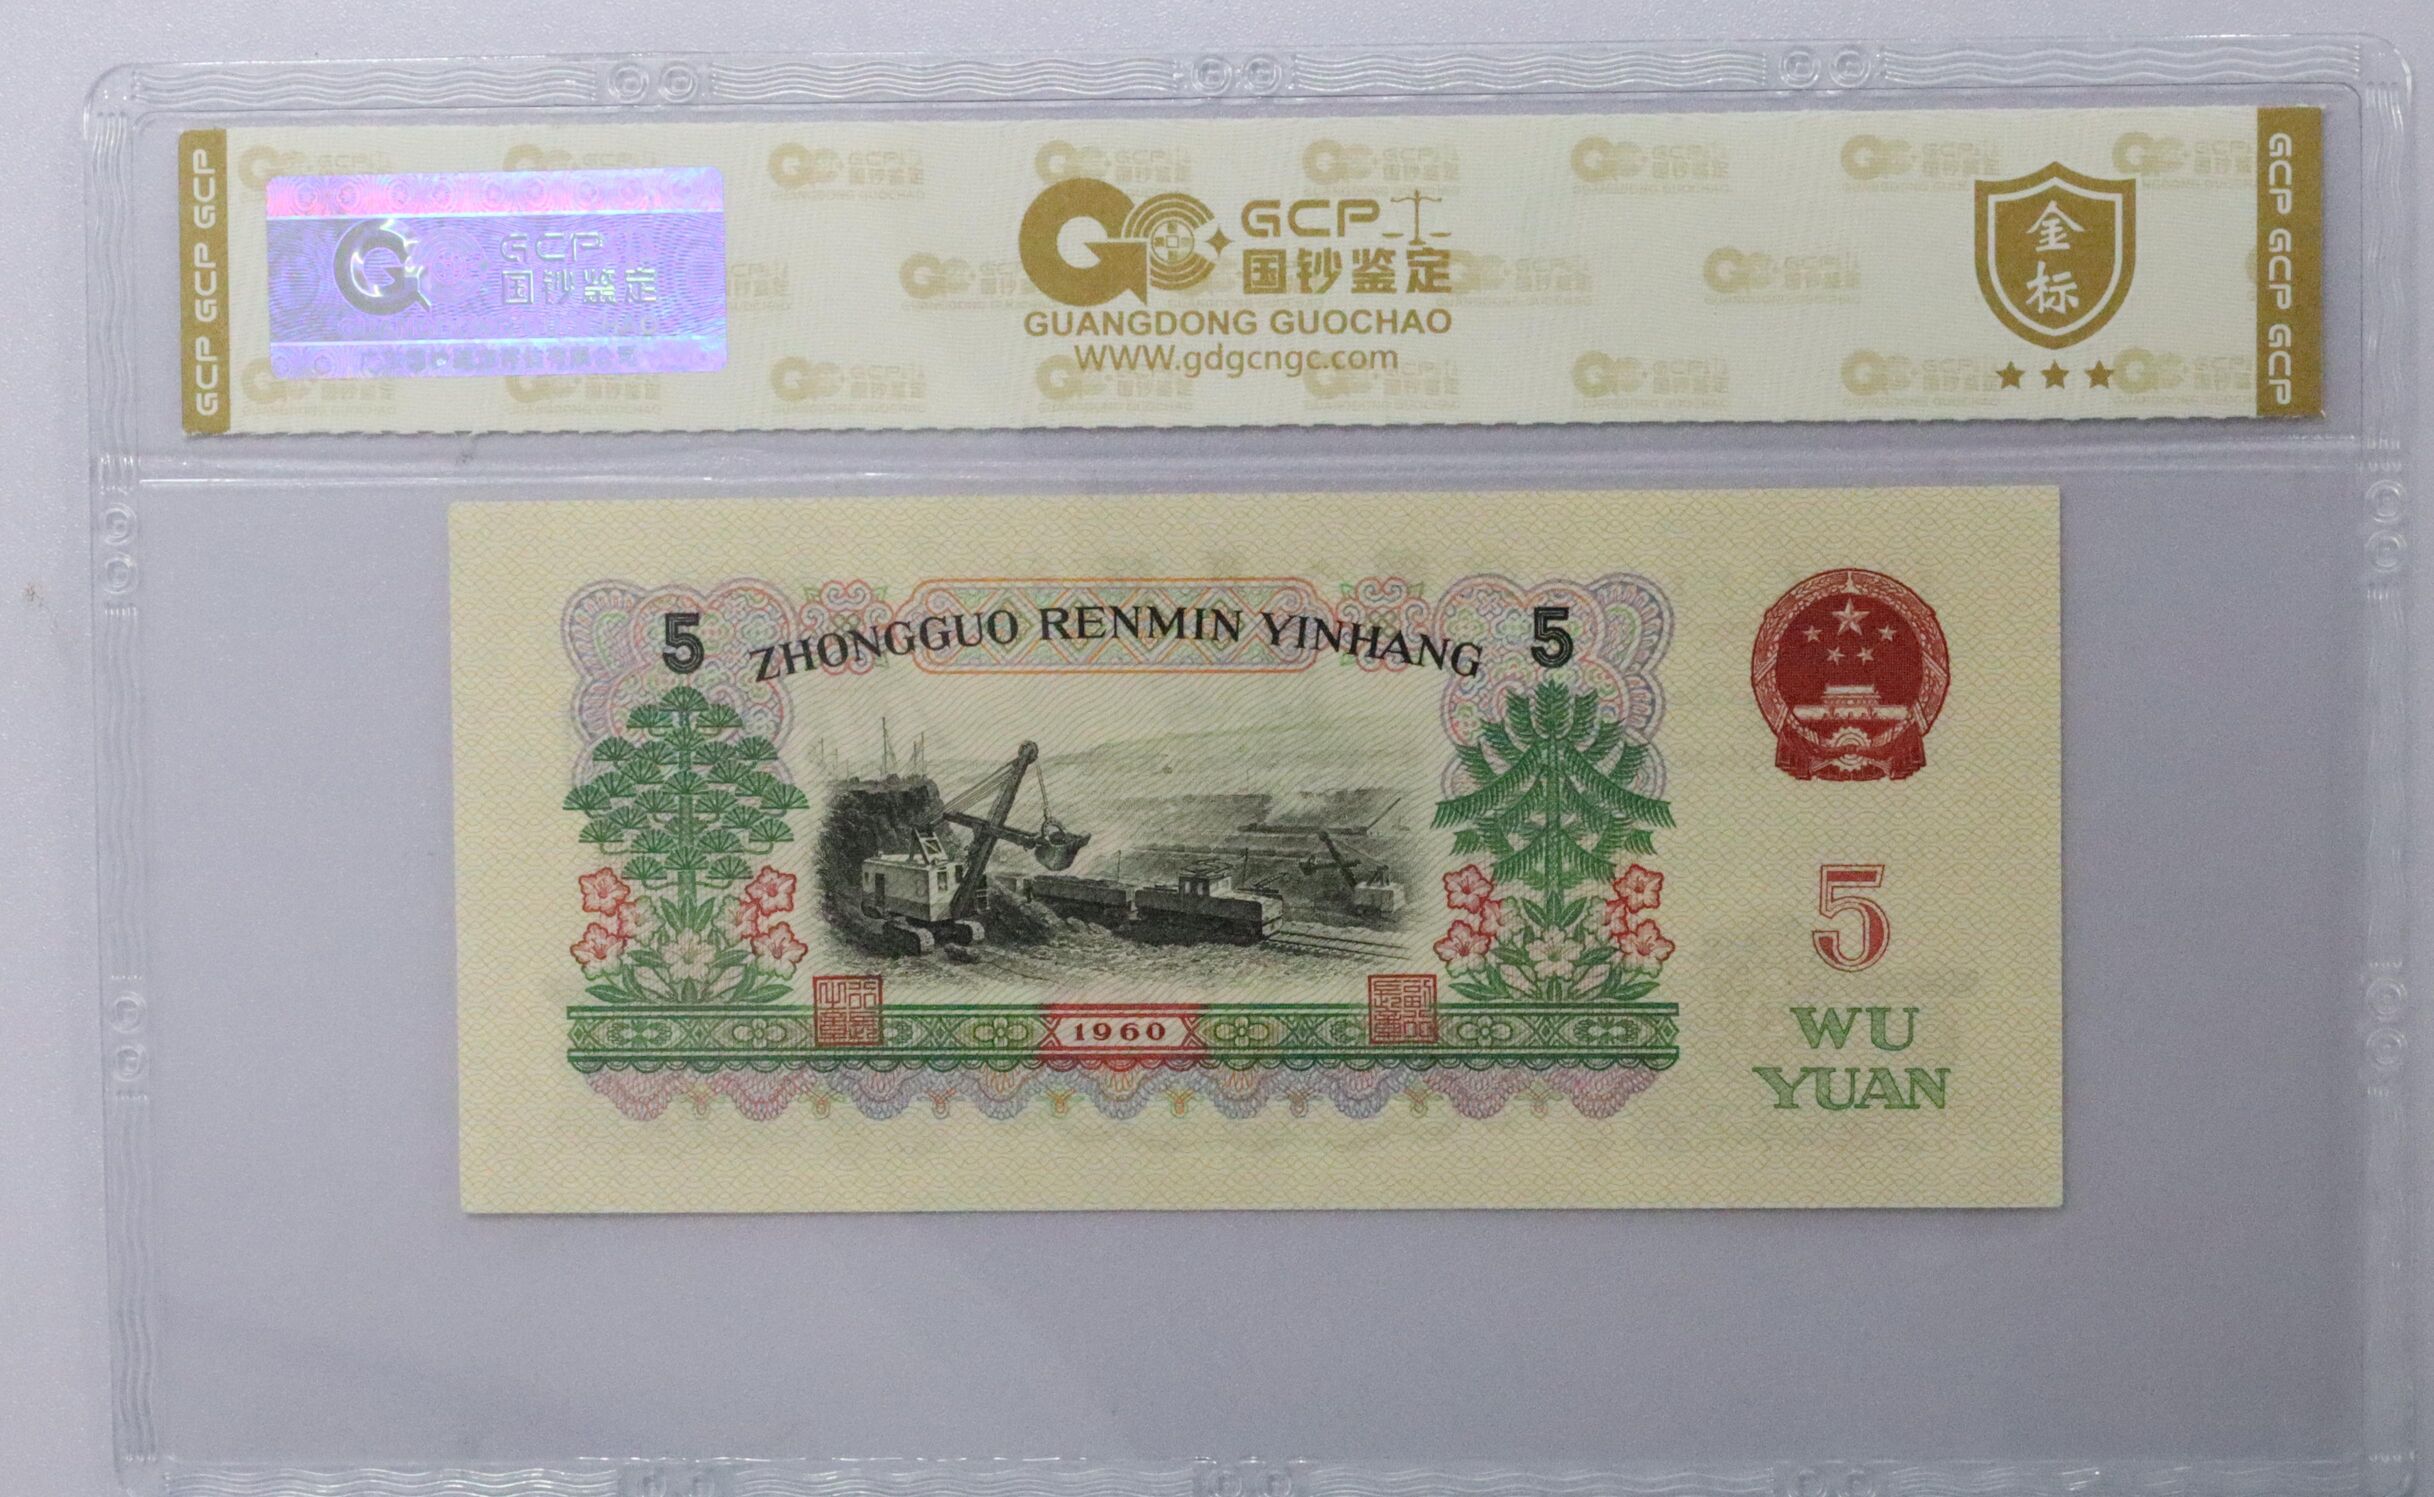 GCP GCP GCP
GCP
国钞鉴定
GCP
国钞鉴定
GUANGDONG GUOCHAO
WWW.gdgcngc.com
金标
GCP GCP GCP
5
ZHONGGUO RENMIN YINHANG
5
5
WU
YUAN
1960